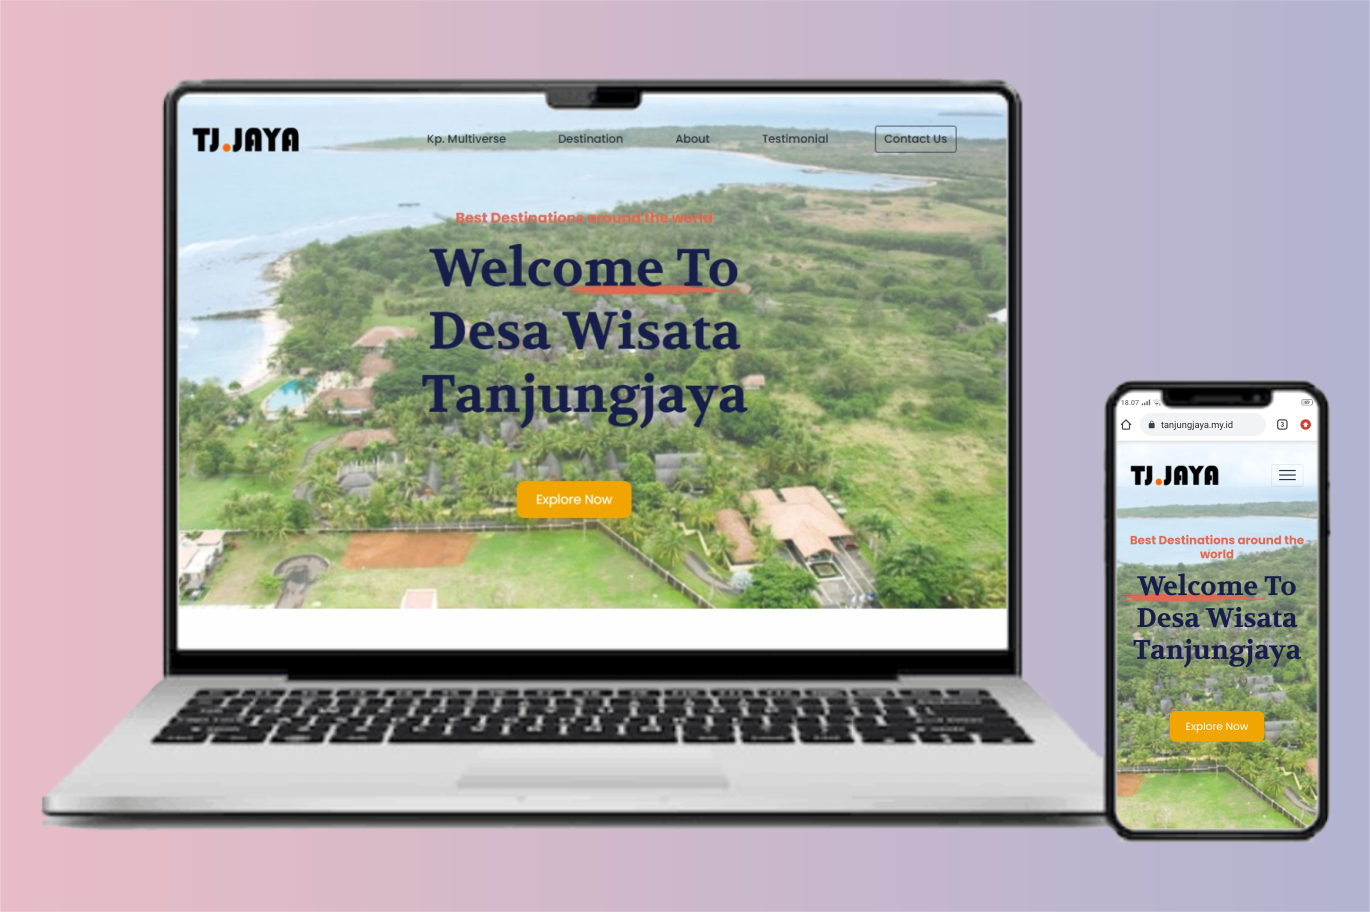 TJ.JAYA
Kp. Multiverse
Destination
About
Testimonial
Contact Us
Best Destinations around the world
Welcome To
Desa Wisata
Tanjungjaya
Explore Now
18.07
tanjungjaya.my.id
3
TJ.JAYA
Best Destinations around the
world
Welcome To
Desa Wisata
Tanjungjaya
Explore Now